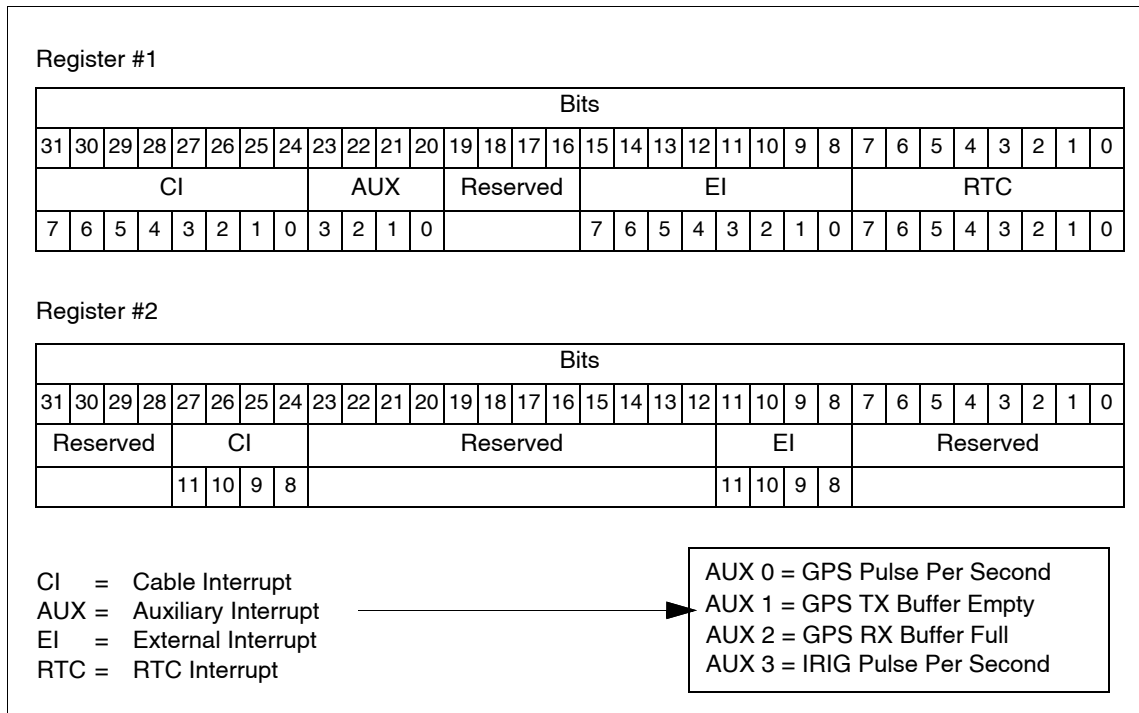 Register #1
Bits
31 30 29 28 27 26 25 24 23 22 21 20 19 18 17 16 15 14 13 12 11 10 9 8 7 6 5 4 3 2 1 0
CI AUX Reserved EI RTC
7 6 5 4 3 2 1 0 3 2 1 0 7 6 5 4 3 2 1 0 7 6 5 4 3 2 1 0
Register #2
Bits
31 30 29 28 27 26 25 24 23 22 21 20 19 18 17 16 15 14 13 12 11 10 9 8 7 6 5 4 3 2 1 0
Reserved CI Reserved EI Reserved
11 10 9 8 11 10 9 8
CI = Cable Interrupt
AUX = Auxiliary Interrupt
EI = External Interrupt
RTC = RTC Interrupt
AUX 0 = GPS Pulse Per Second
AUX 1 = GPS TX Buffer Empty
AUX 2 = GPS RX Buffer Full
AUX 3 = IRIG Pulse Per Second